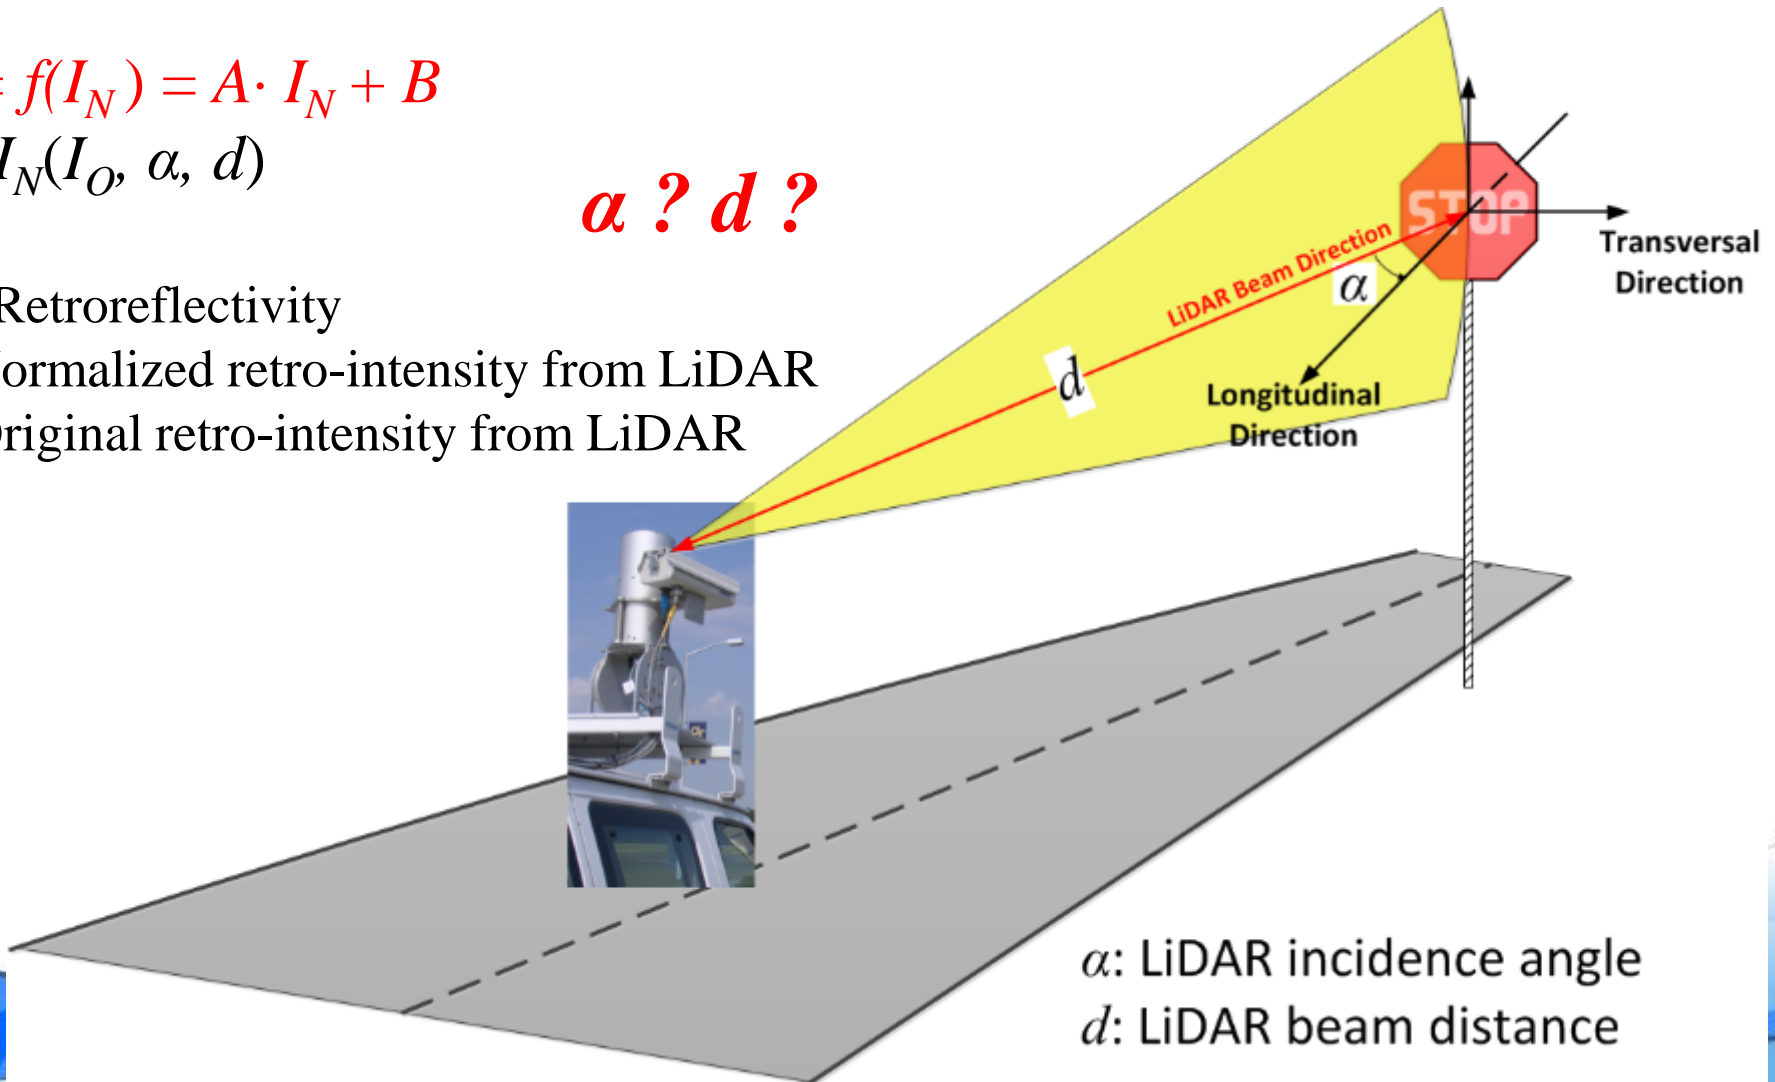 = f(I_N) = A· I_N + B
I_N(I_O, α, d)
α ? d ?
Retroreflectivity
ormalized retro-intensity from LiDAR
riginal retro-intensity from LiDAR
STOP
Transversal
Direction
LiDAR Beam Direction
α
d
Longitudinal
Direction
α: LiDAR incidence angle
d: LiDAR beam distance